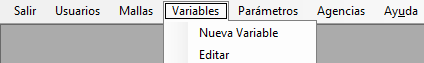 Salir Usuarios Mallas Variables Parámetros Agencias Ayuda
Nueva Variable
Editar